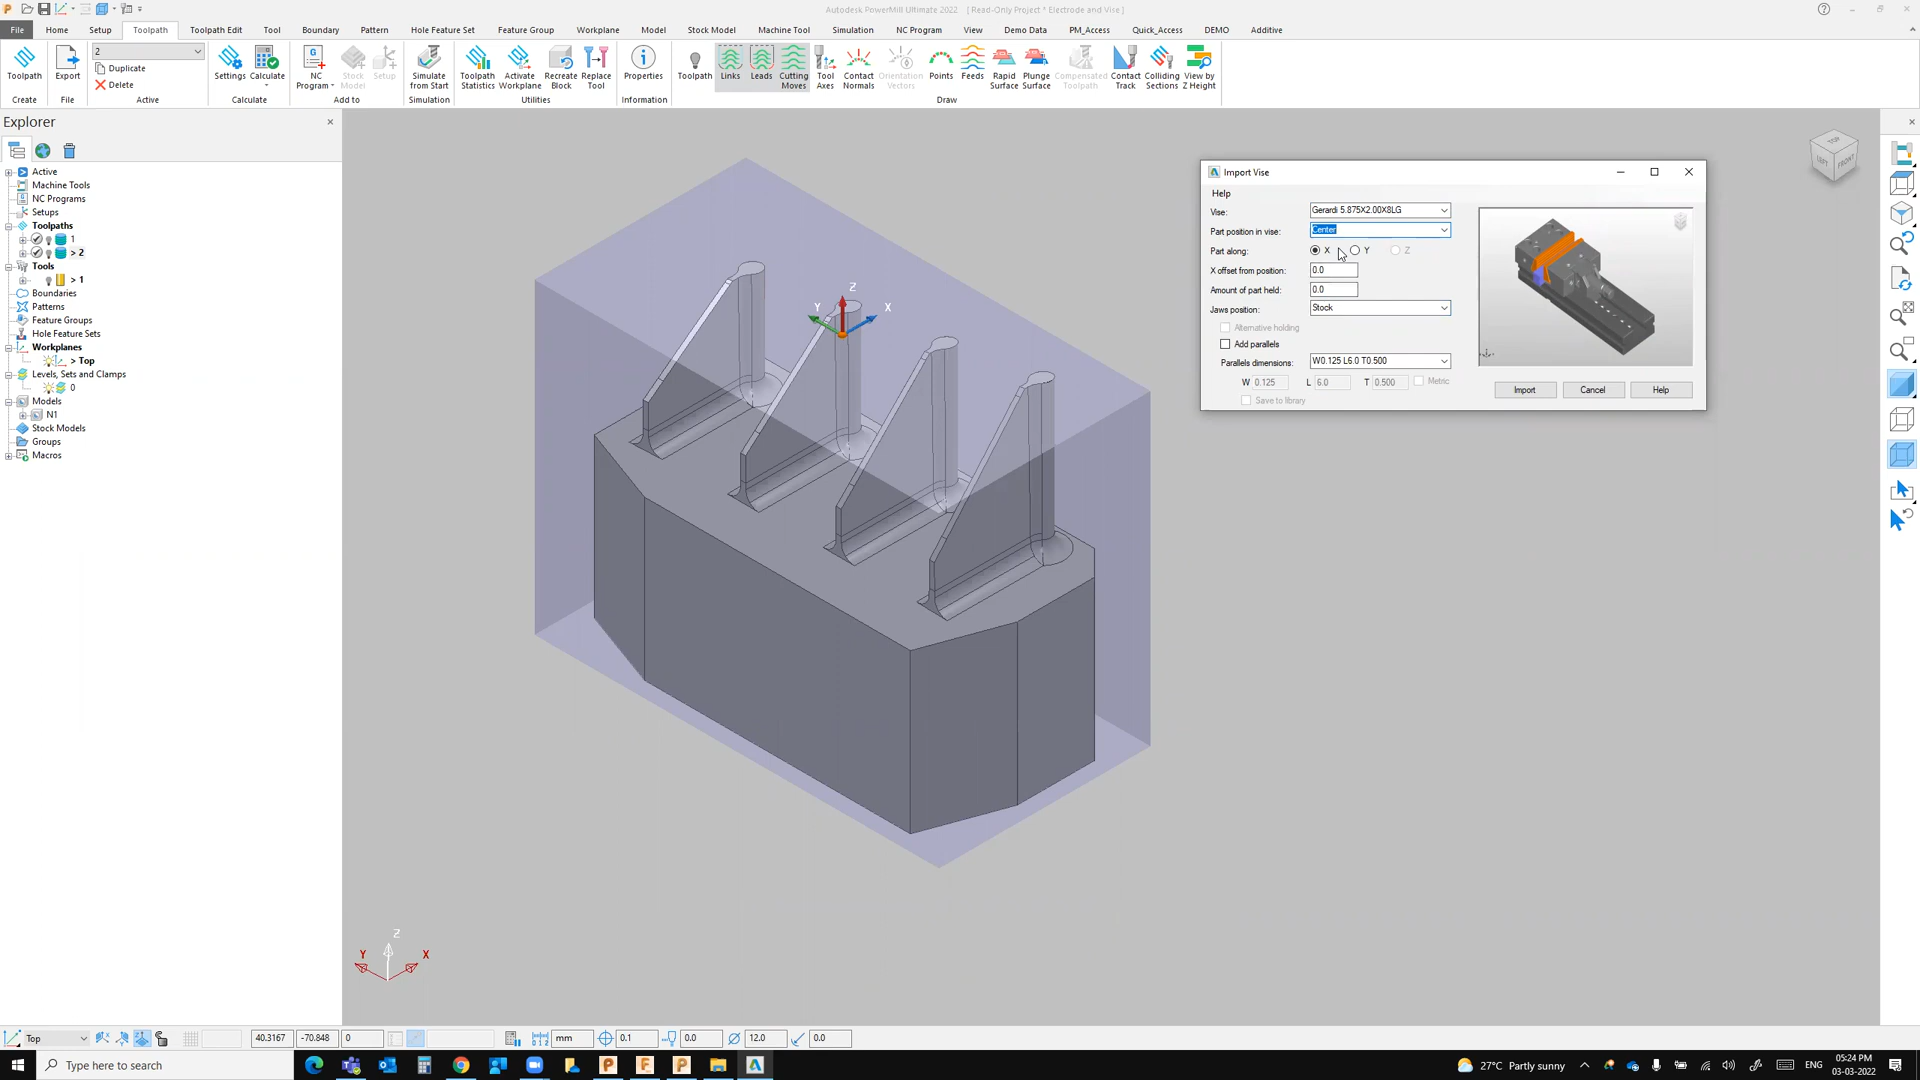 Autodesk PowerMill Ultimate 2022 [ Read-Only Project * Electrode and Vise ]
File Home Setup Toolpath Toolpath Edit Tool Boundary Pattern Hole Feature Set Feature Group Workplane Model Stock Model Machine Tool Simulation NC Program View Demo Data PM_Access Quick_Access DEMO Additive
2
Duplicate
Delete
Toolpath
Export
Settings
Calculate
NC Program
Stock Model
Setup
Simulate from Start
Toolpath Statistics
Activate Workplane
Recreate Block
Replace Tool
Properties
Toolpath
Links
Leads
Cutting Moves
Tool Axes
Contact Normals
Orientation Vectors
Points
Feeds
Rapid Surface
Plunge Surface
Compensated Toolpath
Contact Track
Colliding Sections
View by Z Height
Create File Active Calculate Add to Simulation Utilities Information Draw
Explorer
Active
Machine Tools
NC Programs
Setups
Toolpaths
1
> 2
Tools
> 1
Boundaries
Patterns
Feature Groups
Hole Feature Sets
Workplanes
> Top
Levels, Sets and Clamps
0
Models
N1
Stock Models
Groups
Macros
Z
Y
X
Z
Y
X
TOP
LEFT
FRONT
Import Vise
Help
Vise: Gerardi 5.875X2.00X8LG
Part position in vise: Center
Part along: X Y Z
X offset from position: 0.0
Amount of part held: 0.0
Jaws position: Stock
Alternative holding
Add parallels
Parallels dimensions: W0.125 L6.0 T0.500
W 0.125 L 6.0 T 0.500 Metric
Save to library
Import Cancel Help
Top 40.3167 -70.848 0 mm 0.1 0.0 12.0 0.0
Type here to search
27°C Partly sunny
ENG
05:24 PM
03-03-2022